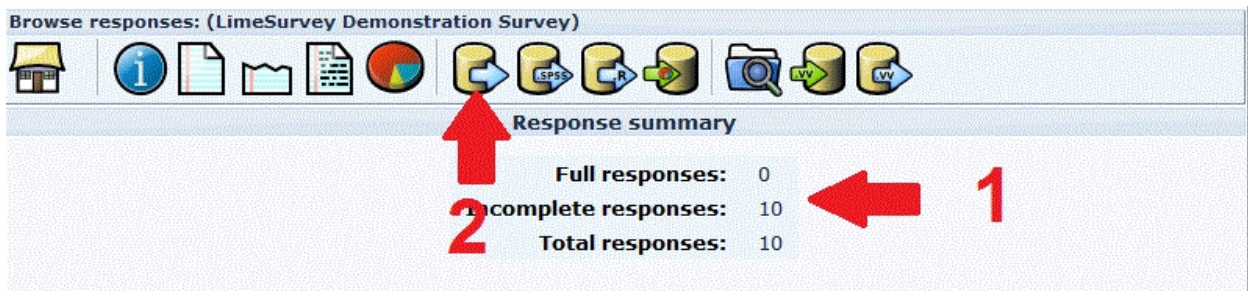 Browse responses: (LimeSurvey Demonstration Survey)
.SPSS .R .VV .VV
Response summary
Full responses: 0
Incomplete responses: 10
Total responses: 10
1
2